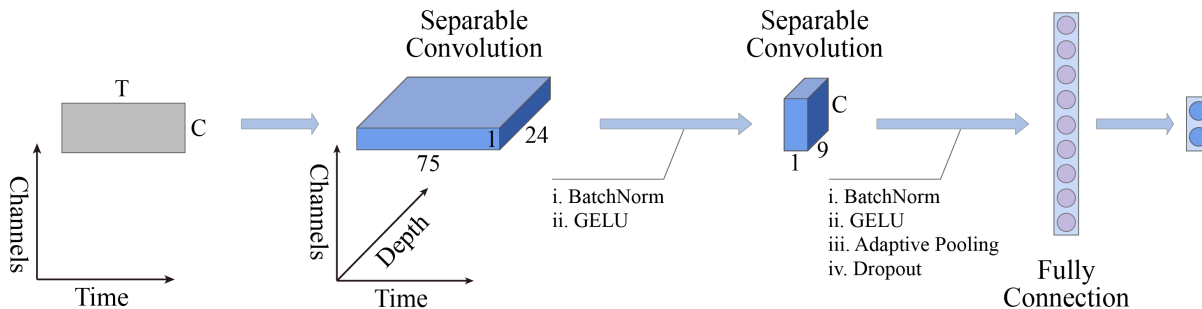 T
C
Channels
Time
Separable
Convolution
1
24
75
Channels
Depth
Time
i. BatchNorm
ii. GELU
Separable
Convolution
C
1
9
i. BatchNorm
ii. GELU
iii. Adaptive Pooling
iv. Dropout
Fully
Connection